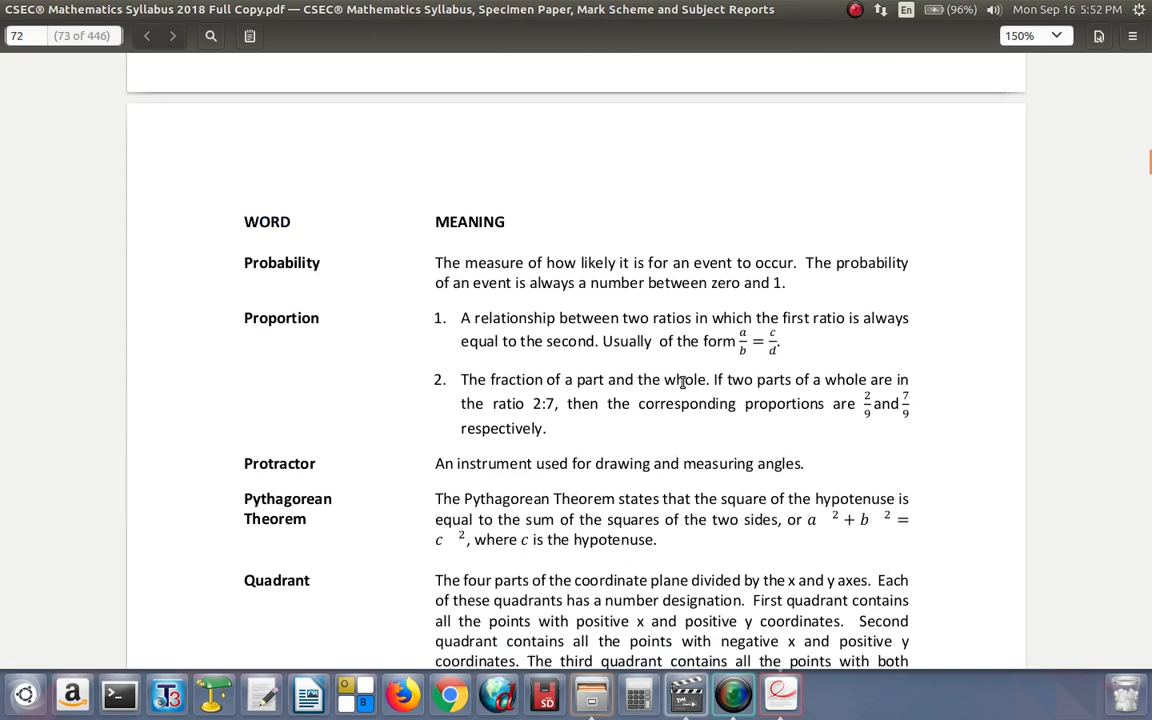 CSEC® Mathematics Syllabus 2018 Full Copy.pdf — CSEC® Mathematics Syllabus, Specimen Paper, Mark Scheme and Subject Reports En (96%) Mon Sep 16 5:52 PM
72 (73 of 446) 150%
WORD MEANING
Probability The measure of how likely it is for an event to occur. The probability
of an event is always a number between zero and 1.
Proportion 1. A relationship between two ratios in which the first ratio is always
equal to the second. Usually of the form a/b = c/d.
2. The fraction of a part and the whole. If two parts of a whole are in
the ratio 2:7, then the corresponding proportions are 2/9 and 7/9
respectively.
Protractor An instrument used for drawing and measuring angles.
Pythagorean The Pythagorean Theorem states that the square of the hypotenuse is
Theorem equal to the sum of the squares of the two sides, or a ² + b ² =
c ², where c is the hypotenuse.
Quadrant The four parts of the coordinate plane divided by the x and y axes. Each
of these quadrants has a number designation. First quadrant contains
all the points with positive x and positive y coordinates. Second
quadrant contains all the points with negative x and positive y
coordinates. The third quadrant contains all the points with both